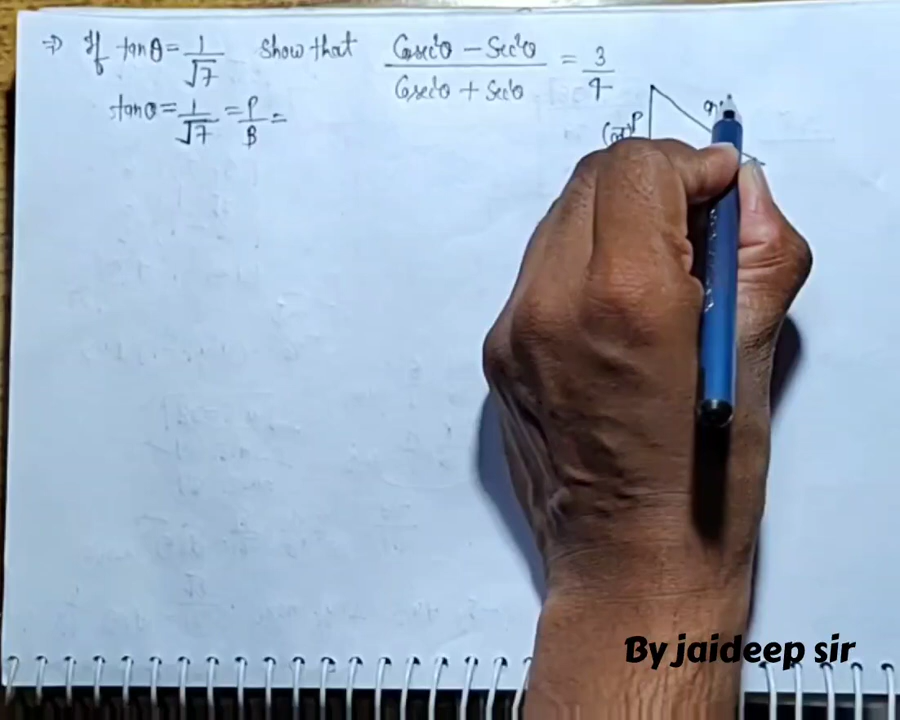 ⇒ If tanθ = 1/√7 show that (Cosec²θ − Sec²θ)/(Cosec²θ + Sec²θ) = 3/4
tanθ = 1/√7 = P/B =
P
By jaideep sir